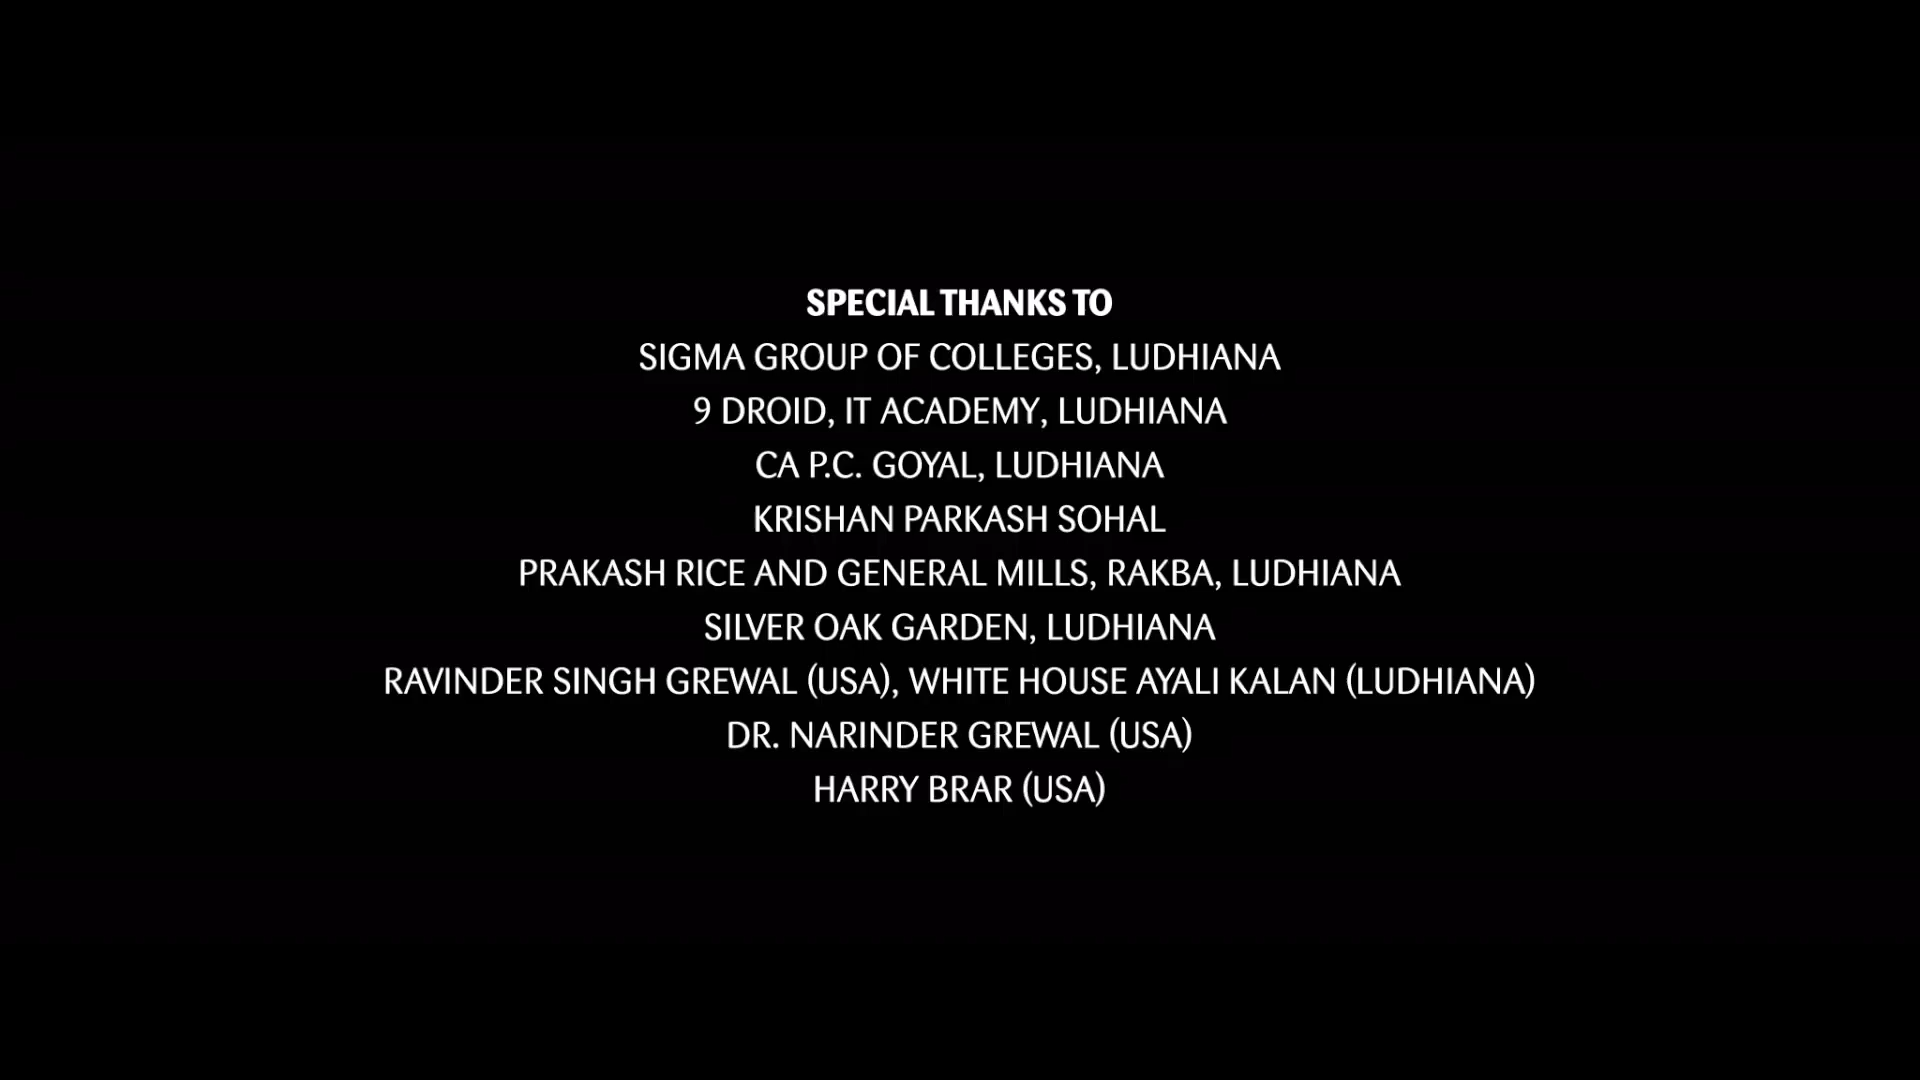 SPECIAL THANKS TO
SIGMA GROUP OF COLLEGES, LUDHIANA
9 DROID, IT ACADEMY, LUDHIANA
CA P.C. GOYAL, LUDHIANA
KRISHAN PARKASH SOHAL
PRAKASH RICE AND GENERAL MILLS, RAKBA, LUDHIANA
SILVER OAK GARDEN, LUDHIANA
RAVINDER SINGH GREWAL (USA), WHITE HOUSE AYALI KALAN (LUDHIANA)
DR. NARINDER GREWAL (USA)
HARRY BRAR (USA)